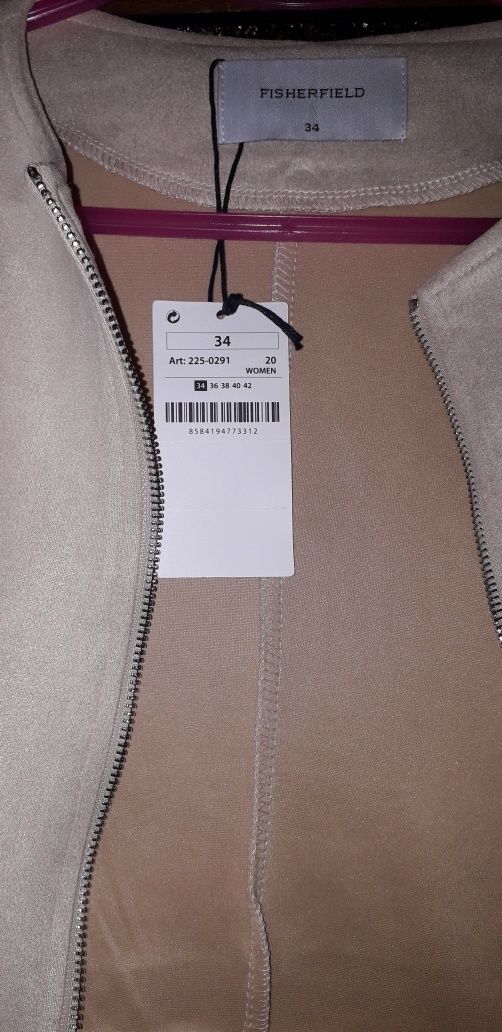 FISHERFIELD
34
34
Art: 225-0291 20
WOMEN
34 36 38 40 42
8584194773312